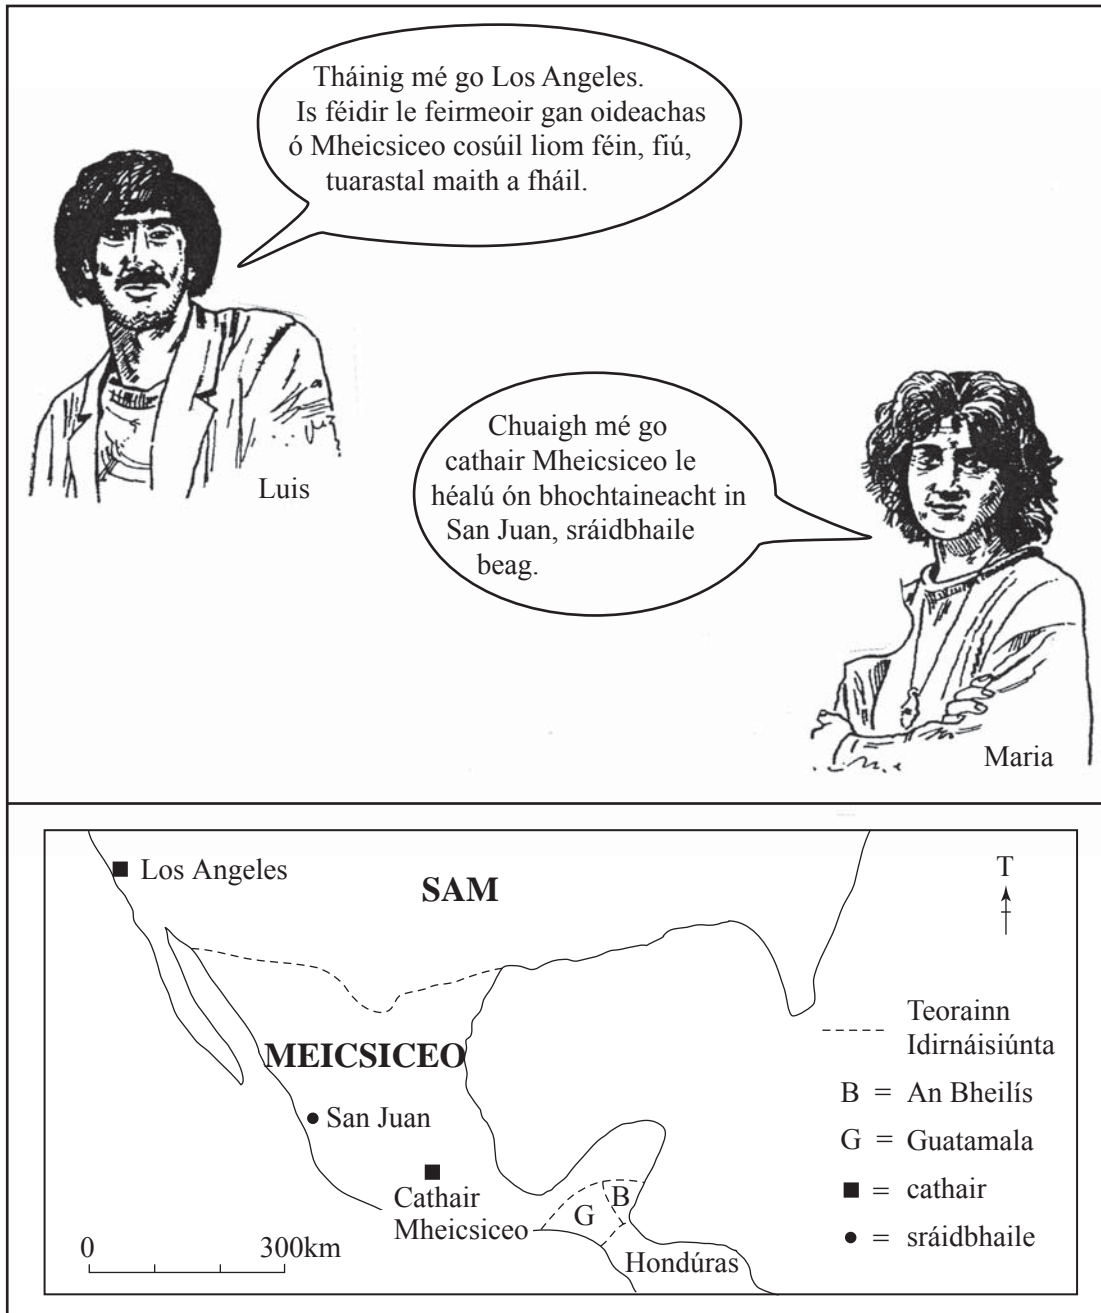 Tháinig mé go Los Angeles.
Is féidir le feirmeoir gan oideachas
ó Mheicsiceo cosúil liom féin, fiú,
tuarastal maith a fháil.
Luis
Chuaigh mé go
cathair Mheicsiceo le
héalú ón bhochtaineacht in
San Juan, sráidbhaile
beag.
Maria
Los Angeles
SAM
T
MEICSICEO
San Juan
Cathair
Mheicsiceo
B
G
Hondúras
0 300km
Teorainn
Idirnáisiúnta
B = An Bheilís
G = Guatamala
= cathair
= sráidbhaile